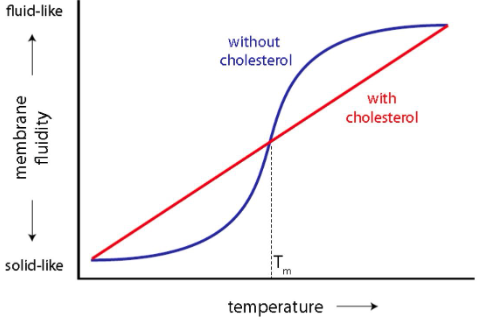 fluid-like
without
cholesterol
with
cholesterol
membrane
fluidity
solid-like
Tm
temperature